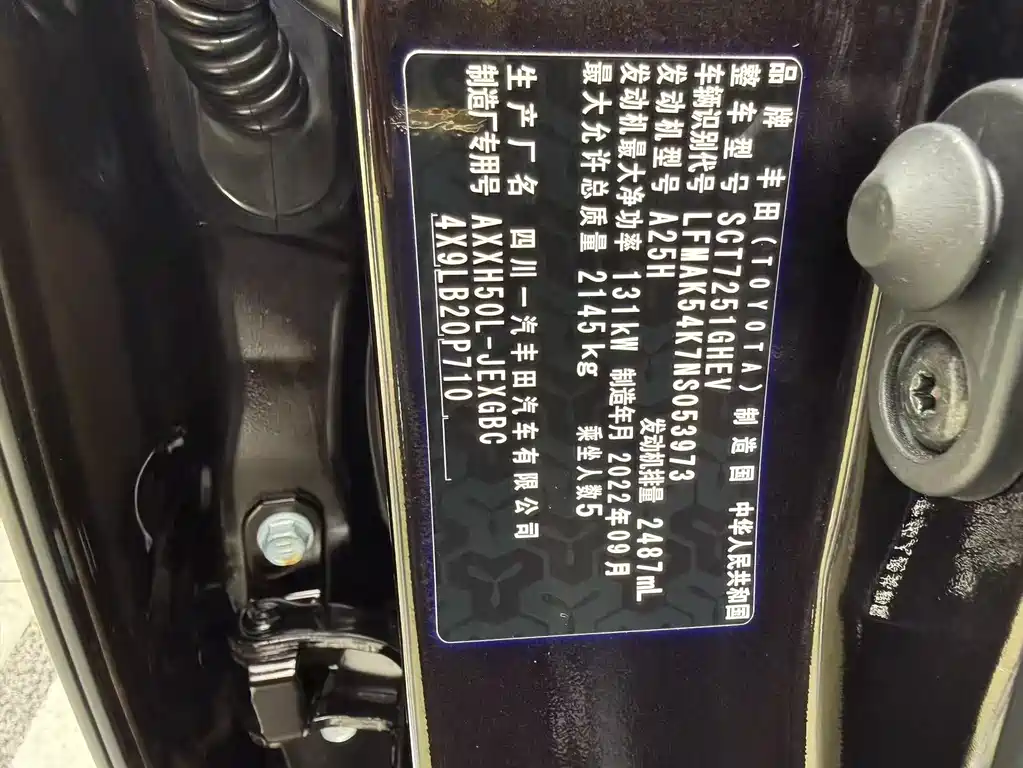 品牌 丰田(TOYOTA) 制造国 中华人民共和国
整车型号 SCT7251GHEV
车辆识别代号 LFMAK54K7NS053973
发动机型号 A25H 发动机排量 2487mL
发动机最大净功率 131kW 制造年月 2022年09月
最大允许总质量 2145kg 乘坐人数5
生产厂名 四川一汽丰田汽车有限公司
制造厂专用号 AXXH50L-JEXGBC
4X9 LB20P710